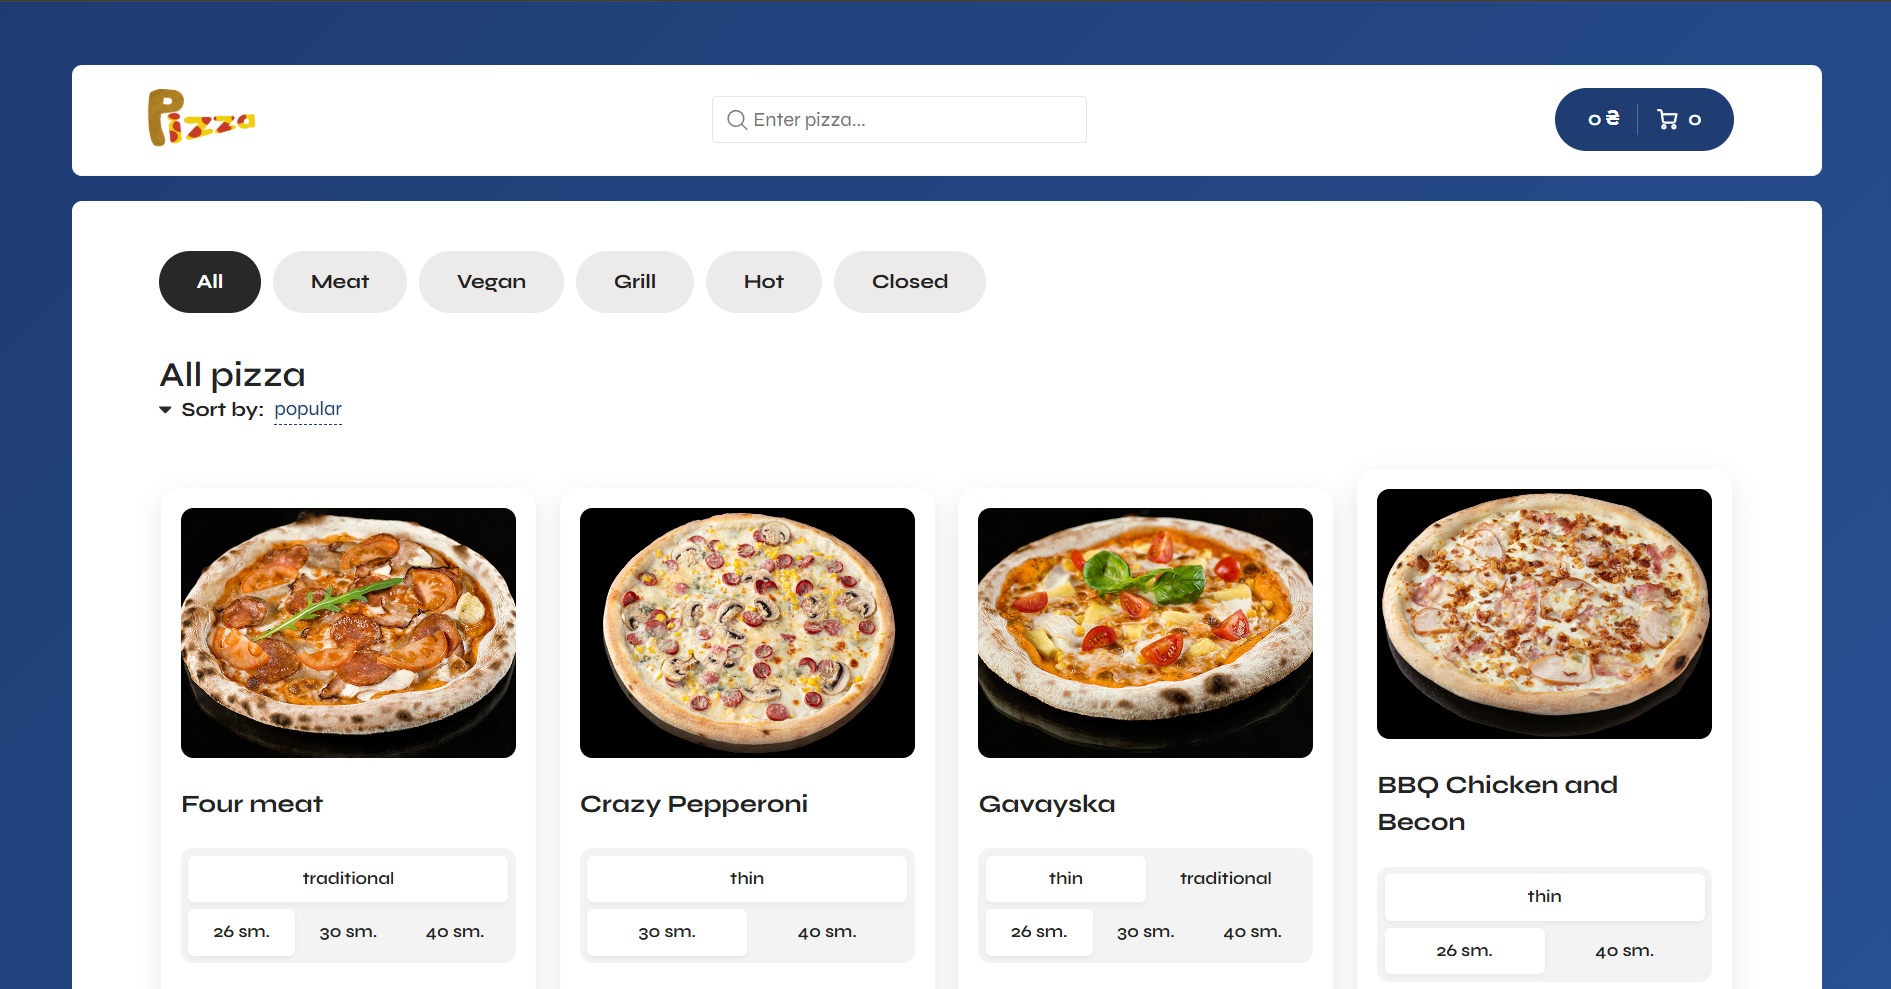 Pizza
Enter pizza...
0 ₴
0
All
Meat
Vegan
Grill
Hot
Closed
All pizza
Sort by: popular
Four meat
traditional
26 sm. 30 sm. 40 sm.
Crazy Pepperoni
thin
30 sm. 40 sm.
Gavayska
thin traditional
26 sm. 30 sm. 40 sm.
BBQ Chicken and
Becon
thin
26 sm. 40 sm.